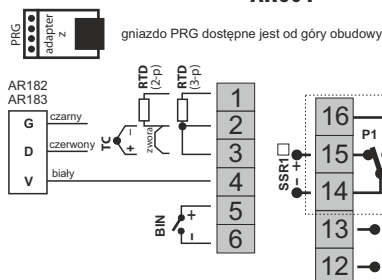 PRG
adapter
z
gniazdo PRG dostępne jest od góry obudowy
AR182
AR183
G
czarny
D
czerwony
V
biały
TC
+
-
RTD
(2-p)
zwora
RTD
(3-p)
BIN
+
-
1
2
3
4
5
6
SSR1
+
-
P1
16
15
14
13
12